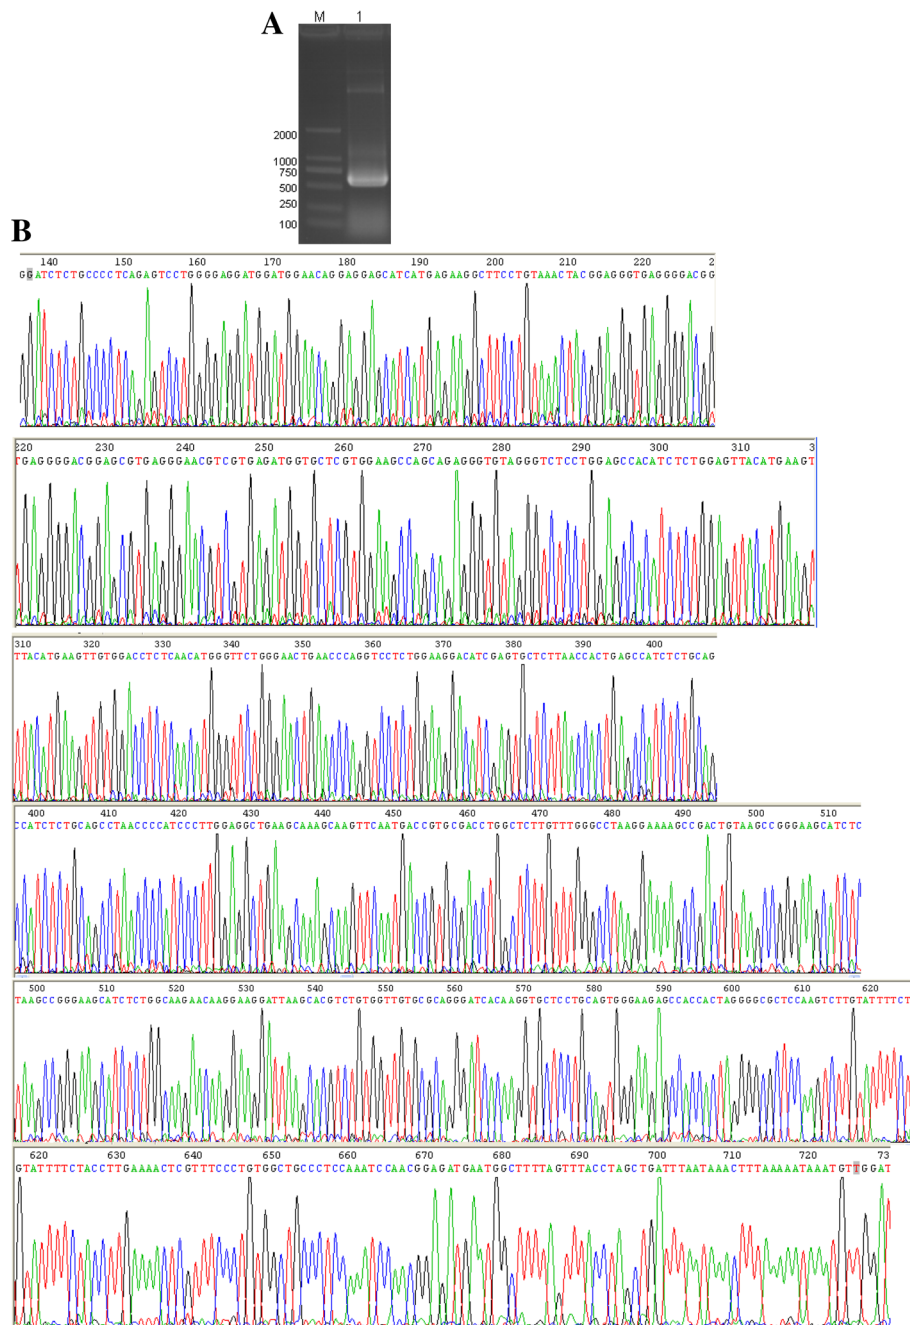 A
M 1
2000
1000
750
500
250
100
B
140 150 160 170 180 190 200 210 220 2
GGATCTCTGCCCCTCAGAGTCCTGGGGAGGATGGATGGAACAGGAGGAGCATCATGAGAAGGCTTCCTGTAAACTACGGAGGGTGAGGGGACGG
220 230 240 250 260 270 280 290 300 310 3
TGAGGGGACGGAGCGTGAGGGAACGTCGTGAGATGGTGCTCGTGGAAGCCAGCAGAGGGTGTAGGGTCTCCTGGAGCCACATCTCTGGAGTTACATGAAGT
310 320 330 340 350 360 370 380 390 400
TTACATGAAGTTGTGGACCTCTCAACATGGGTTCTGGGAACTGAACCCAGGTCCTCTGGAAGGACATCGAGTGCTCTTAACCACTGAGCCATCTCTGCAG
400 410 420 430 440 450 460 470 480 490 500 510
CCATCTCTGCAGCCTAACCCCATCCCTTGGAGGCTGAAGCAAAGCAAGTTCAATGACCGTGCGACCTGGCTCTTGTTTGGGCCTAAGGAAAAGCCGACTGTAAGCCGGGAAGCATCTC
500 510 520 530 540 550 560 570 580 590 600 610 620
TAAGCCGGGAAGCATCTCTGGCAAGAACAAGGAAGGATTAAGCACGTCTGTGGTTGTGCGCAGGGATCACAAGGTGCTCCTGCAGTGGGAAGAGCCACCACTAGGGGCGCTCCAAGTCTTGTATTTTCT
620 630 640 650 660 670 680 690 700 710 720 73
GTATTTTCTACCTTGAAAACTCGTTTCCCTGTGGCTGCCCTCCAAATCCAACGGAGATGAATGGCTTTTAGTTTACCTAGCTGATTTAATAAACTTTAAAAATAAATGTTGGAT